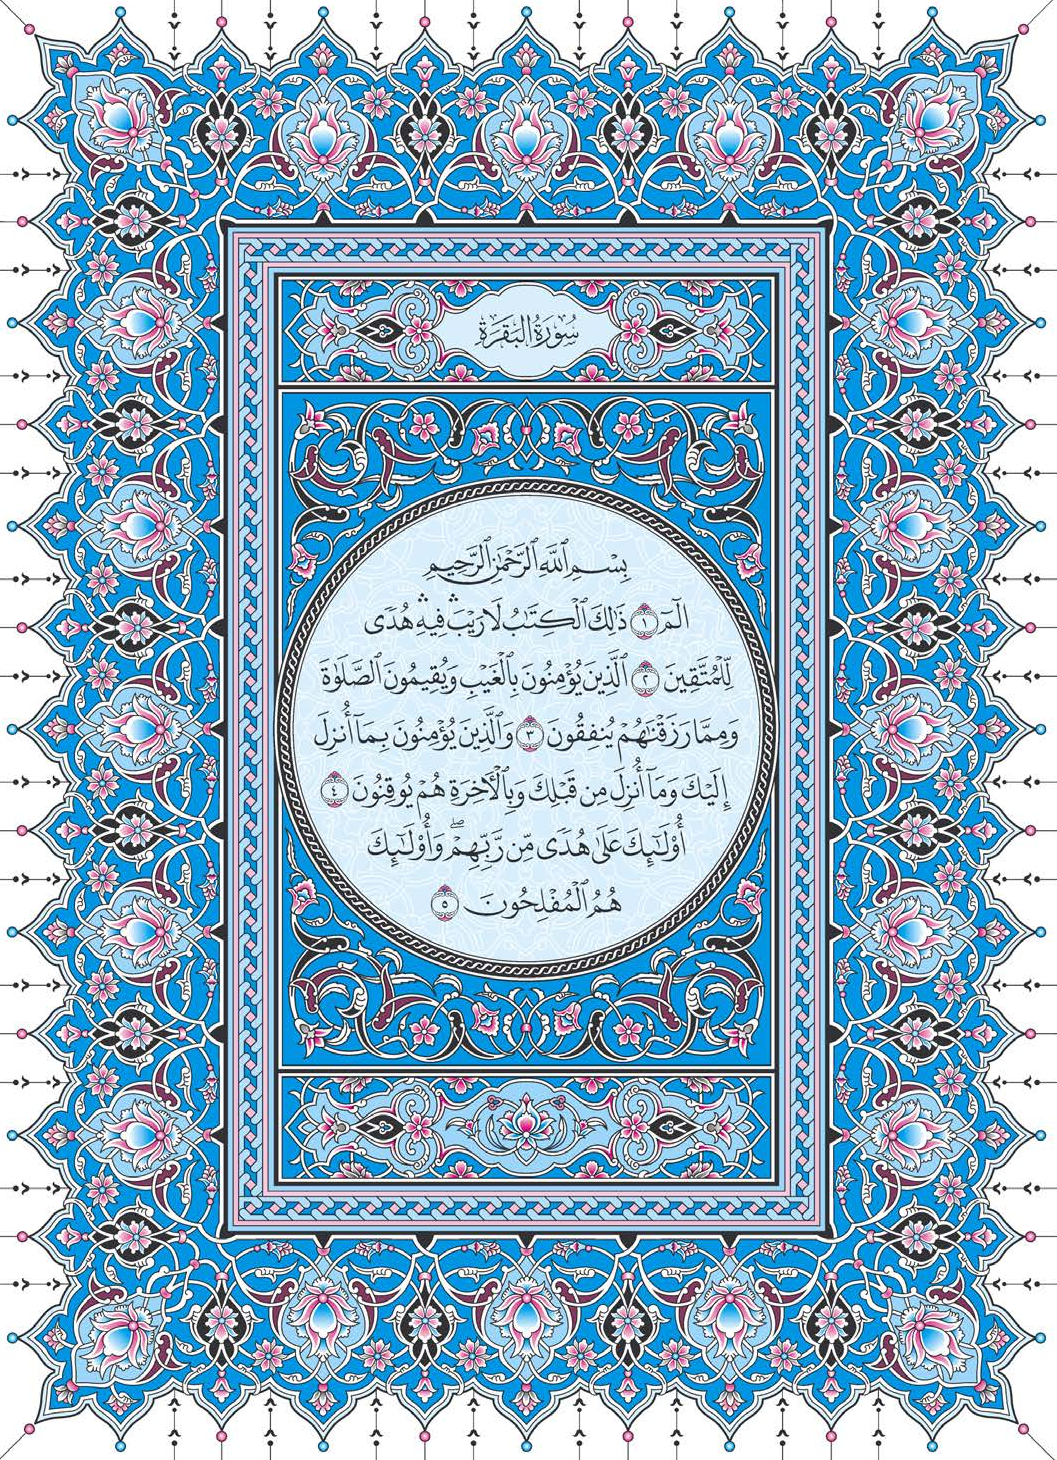 سُورَةُ البَقَرَةِ
بِسْمِ ٱللَّهِ ٱلرَّحْمَٰنِ ٱلرَّحِيمِ
الٓمٓ ١ ذَٰلِكَ ٱلْكِتَٰبُ لَا رَيْبَۛ فِيهِۛ هُدًى
لِّلْمُتَّقِينَ ٢ ٱلَّذِينَ يُؤْمِنُونَ بِٱلْغَيْبِ وَيُقِيمُونَ ٱلصَّلَوٰةَ
وَمِمَّا رَزَقْنَٰهُمْ يُنفِقُونَ ٣ وَٱلَّذِينَ يُؤْمِنُونَ بِمَآ أُنزِلَ
إِلَيْكَ وَمَآ أُنزِلَ مِن قَبْلِكَ وَبِٱلْأَخِرَةِ هُمْ يُوقِنُونَ ٤
أُو۟لَٰٓئِكَ عَلَىٰ هُدًى مِّن رَّبِّهِمْۖ وَأُو۟لَٰٓئِكَ
هُمُ ٱلْمُفْلِحُونَ ٥